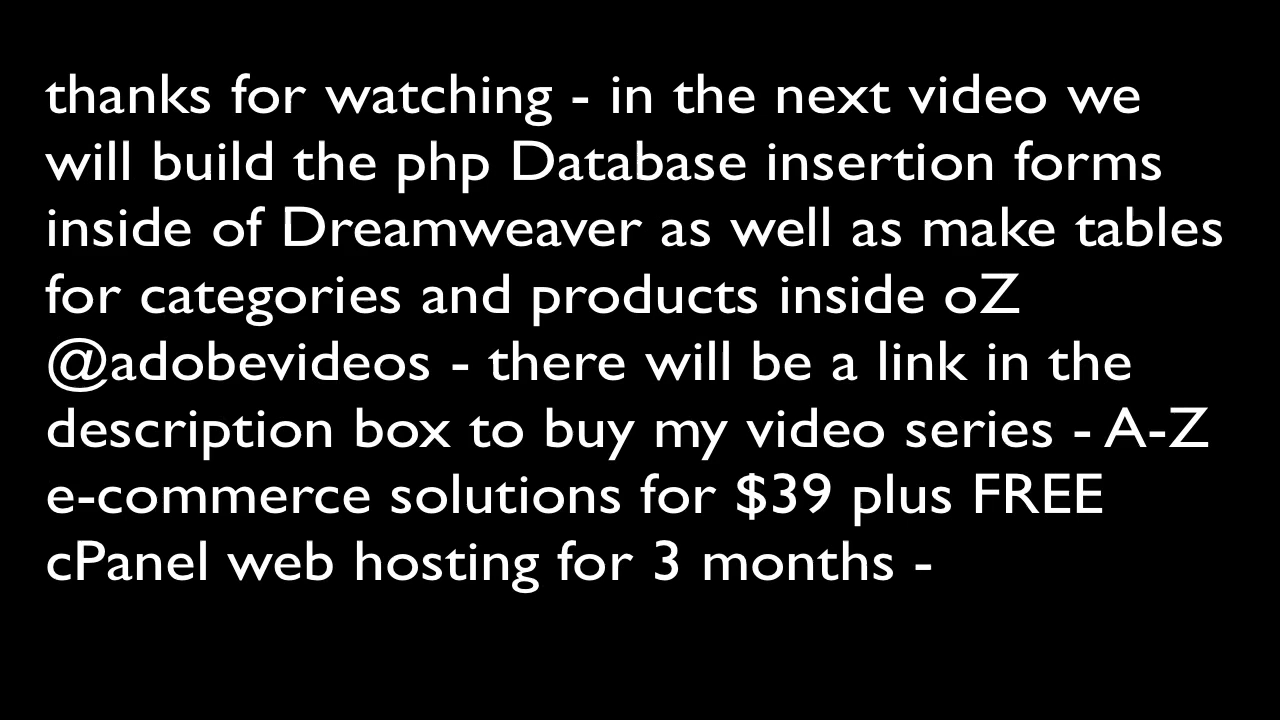 thanks for watching - in the next video we
will build the php Database insertion forms
inside of Dreamweaver as well as make tables
for categories and products inside oZ
@adobevideos - there will be a link in the
description box to buy my video series - A-Z
e-commerce solutions for $39 plus FREE
cPanel web hosting for 3 months -